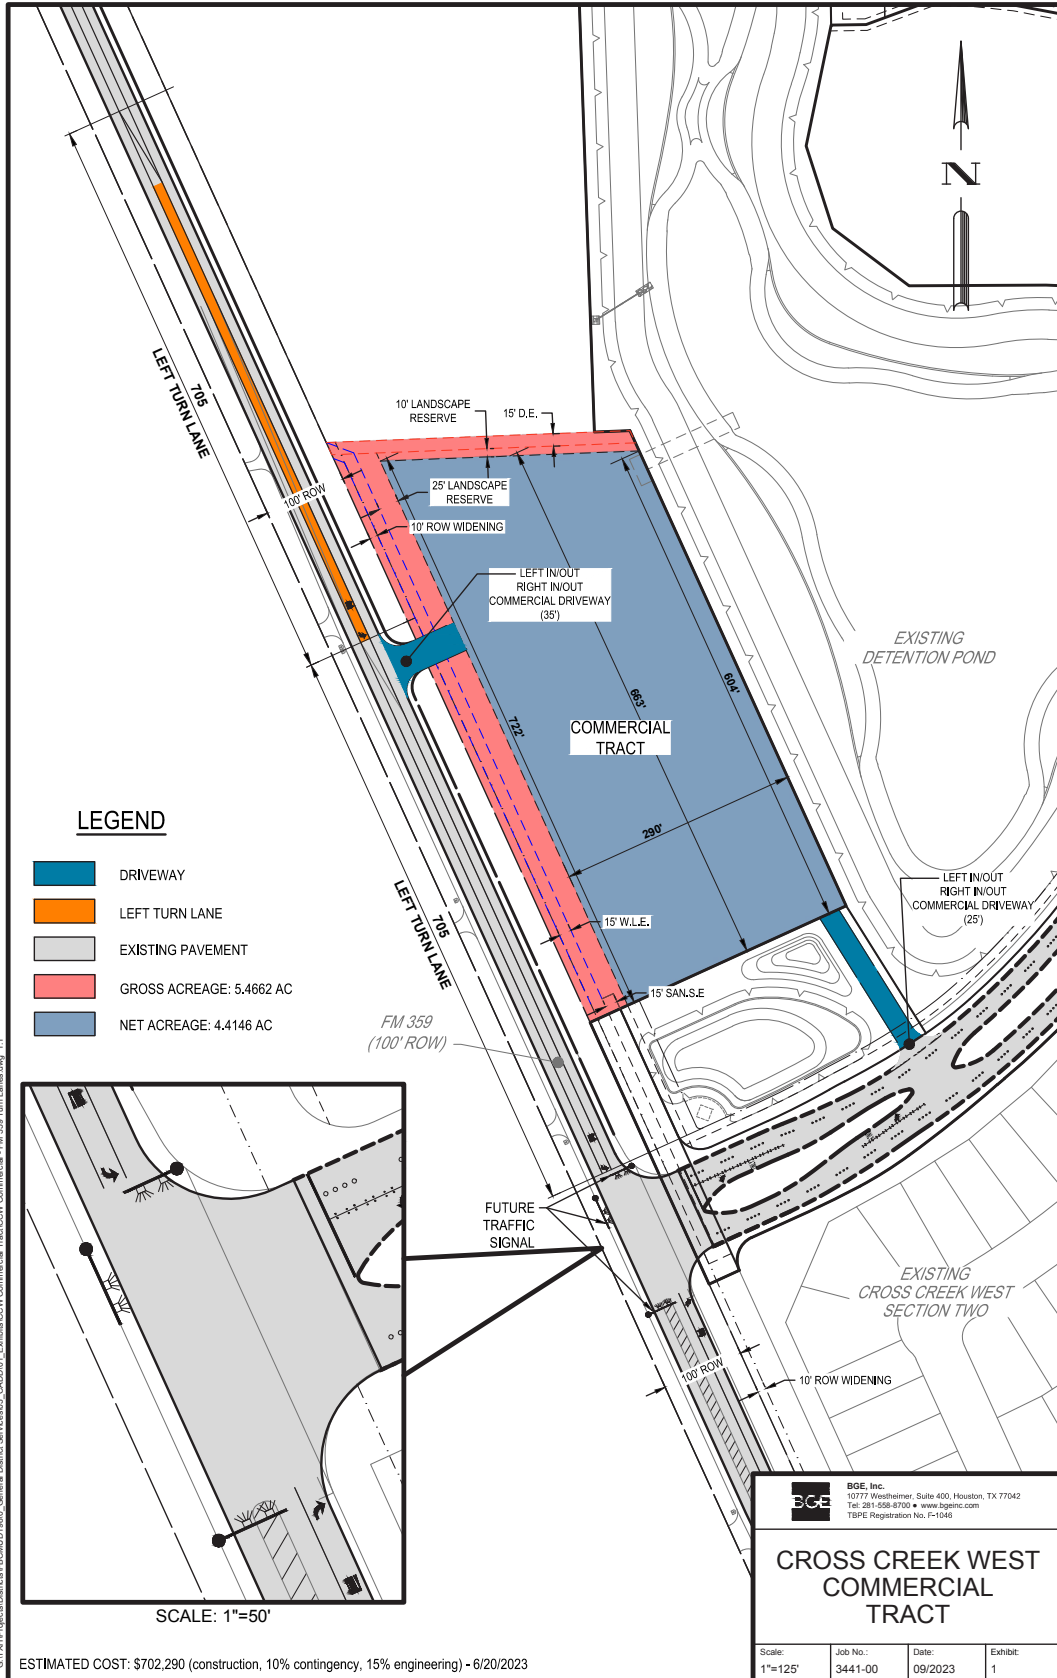 N
705
LEFT TURN LANE
100' ROW
10' LANDSCAPE
RESERVE
15' D.E.
25' LANDSCAPE
RESERVE
10' ROW WIDENING
LEFT IN/OUT
RIGHT IN/OUT
COMMERCIAL DRIVEWAY
(35')
EXISTING
DETENTION POND
722'
663'
604'
COMMERCIAL
TRACT
290'
LEGEND
DRIVEWAY
LEFT TURN LANE
EXISTING PAVEMENT
GROSS ACREAGE: 5.4662 AC
NET ACREAGE: 4.4146 AC
705
LEFT TURN LANE
15' W.L.E.
15' SAN.S.E
LEFT IN/OUT
RIGHT IN/OUT
COMMERCIAL DRIVEWAY
(25')
FM 359
(100' ROW)
FUTURE
TRAFFIC
SIGNAL
EXISTING
CROSS CREEK WEST
SECTION TWO
100' ROW
10' ROW WIDENING
SCALE: 1"=50'
ESTIMATED COST: $702,290 (construction, 10% contingency, 15% engineering) - 6/20/2023
BGE
BGE, Inc.
10777 Westheimer, Suite 400, Houston, TX 77042
Tel: 281-558-8700 ● www.bgeinc.com
TBPE Registration No. F-1046
CROSS CREEK WEST
COMMERCIAL
TRACT
Scale: Job No.: Date: Exhibit:
1"=125' 3441-00 09/2023 1